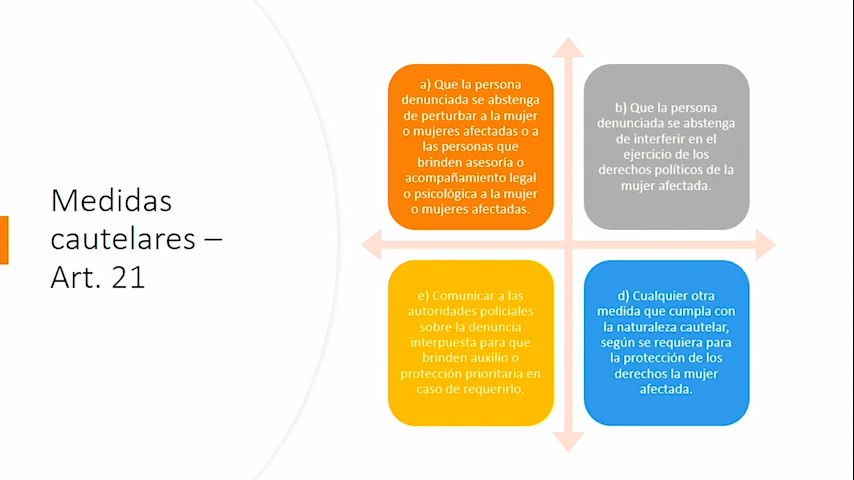 Medidas
cautelares –
Art. 21
a) Que la persona
denunciada se abstenga
de perturbar a la mujer
o mujeres afectadas o a
las personas que
brinden asesoría o
acompañamiento legal
o psicológica a la mujer
o mujeres afectadas.
b) Que la persona
denunciada se abstenga
de interferir en el
ejercicio de los
derechos políticos de la
mujer afectada.
e) Comunicar a las
autoridades policiales
sobre la denuncia
interpuesta para que
brinden auxilio o
protección prioritaria en
caso de requerirlo.
d) Cualquier otra
medida que cumpla con
la naturaleza cautelar,
según se requiera para
la protección de los
derechos la mujer
afectada.